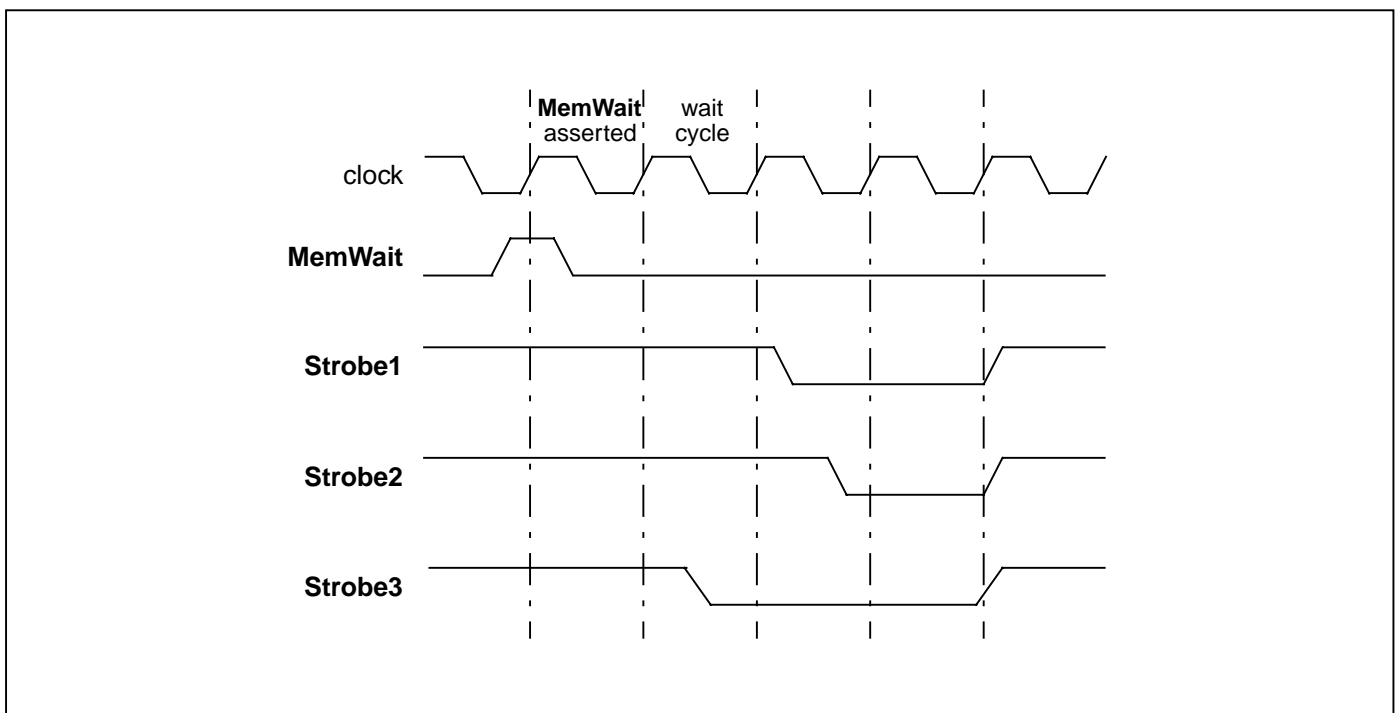 MemWait wait
asserted cycle
clock
MemWait
Strobe1
Strobe2
Strobe3